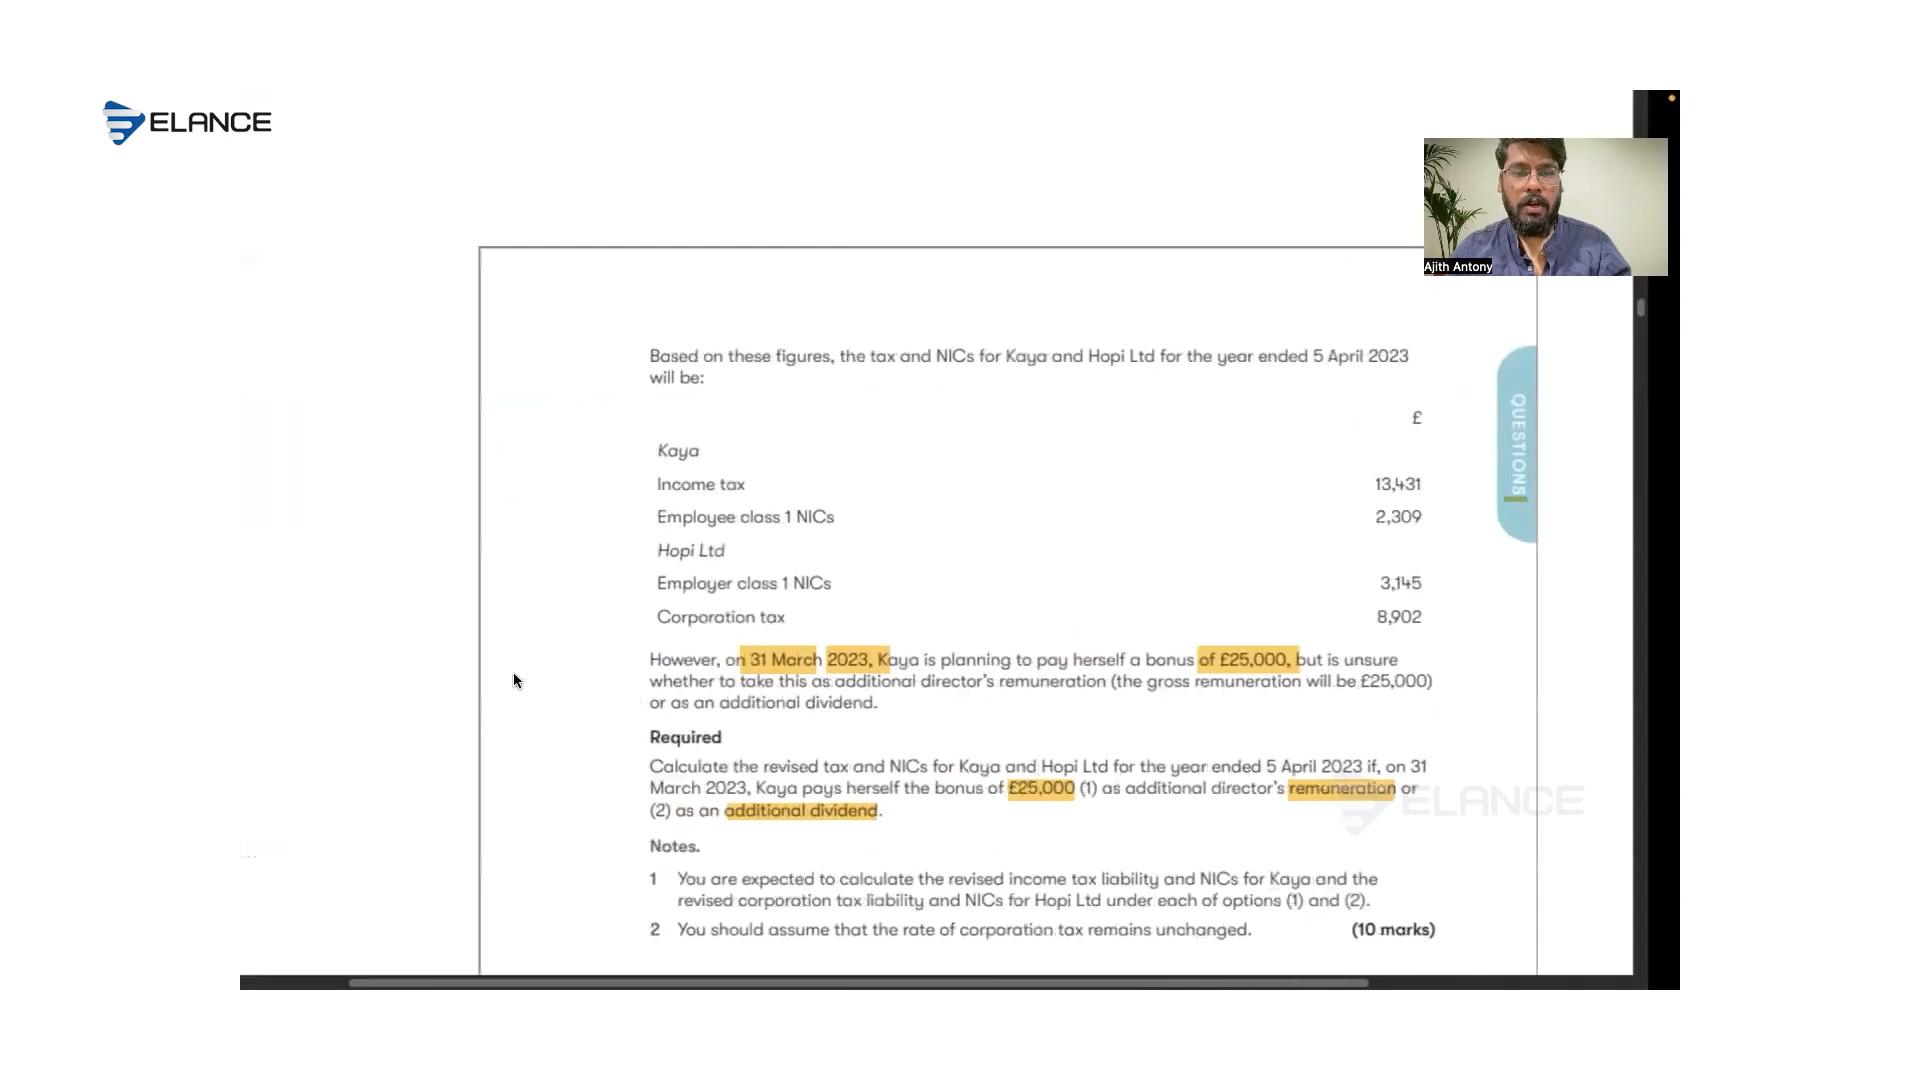 ELANCE
Ajith Antony
Based on these figures, the tax and NICs for Kaya and Hopi Ltd for the year ended 5 April 2023
will be:
£
Kaya
Income tax 13,431
Employee class 1 NICs 2,309
Hopi Ltd
Employer class 1 NICs 3,145
Corporation tax 8,902
QUESTIONS
However, on 31 March 2023, Kaya is planning to pay herself a bonus of £25,000, but is unsure
whether to take this as additional director's remuneration (the gross remuneration will be £25,000)
or as an additional dividend.
Required
Calculate the revised tax and NICs for Kaya and Hopi Ltd for the year ended 5 April 2023 if, on 31
March 2023, Kaya pays herself the bonus of £25,000 (1) as additional director's remuneration or
(2) as an additional dividend.
ELANCE
Notes.
1 You are expected to calculate the revised income tax liability and NICs for Kaya and the
revised corporation tax liability and NICs for Hopi Ltd under each of options (1) and (2).
2 You should assume that the rate of corporation tax remains unchanged. (10 marks)